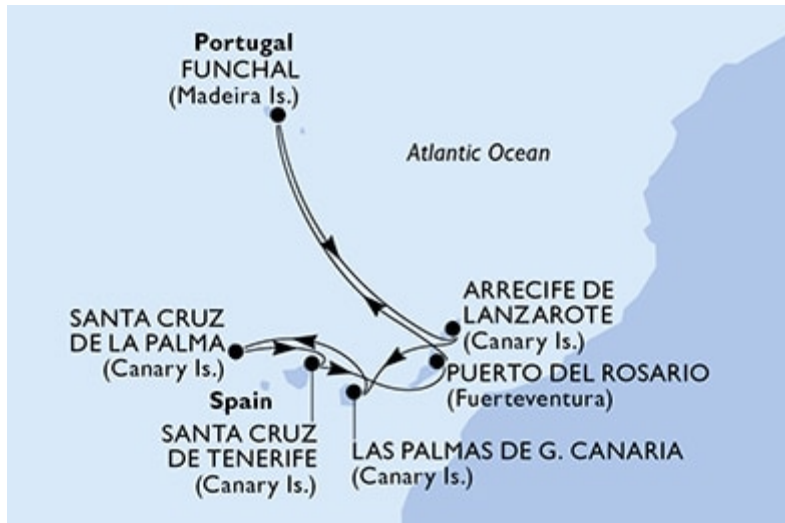 Portugal
FUNCHAL
(Madeira Is.)
Atlantic Ocean
ARRECIFE DE
LANZAROTE
(Canary Is.)
SANTA CRUZ
DE LA PALMA
(Canary Is.)
PUERTO DEL ROSARIO
(Fuerteventura)
Spain
SANTA CRUZ
DE TENERIFE
(Canary Is.)
LAS PALMAS DE G. CANARIA
(Canary Is.)